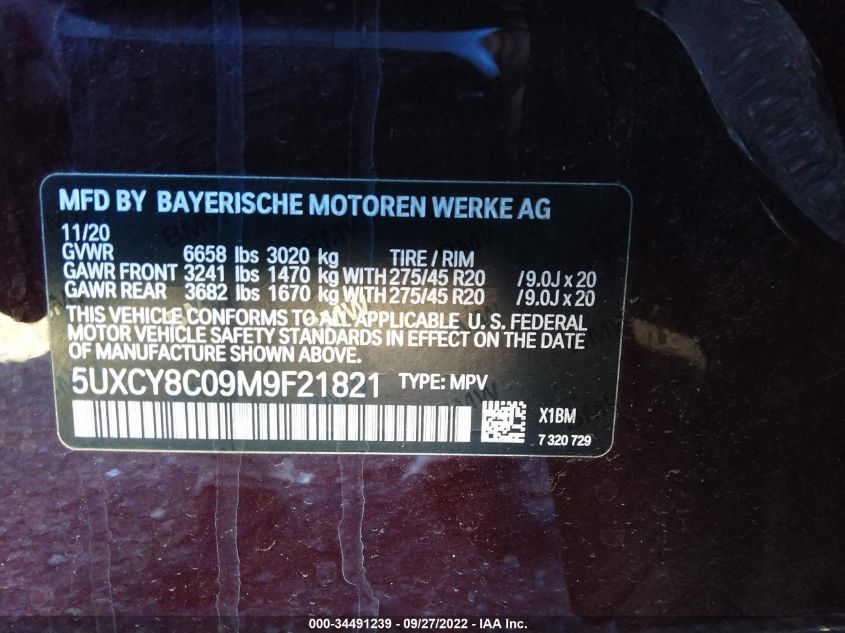 MFD BY BAYERISCHE MOTOREN WERKE AG
11/20
GVWR 6658 lbs 3020 kg TIRE / RIM
GAWR FRONT 3241 lbs 1470 kg WITH 275/45 R20 / 9.0J x 20
GAWR REAR 3682 lbs 1670 kg WITH 275/45 R20 / 9.0J x 20
THIS VEHICLE CONFORMS TO ALL APPLICABLE U. S. FEDERAL
MOTOR VEHICLE SAFETY STANDARDS IN EFFECT ON THE DATE
OF MANUFACTURE SHOWN ABOVE.
5UXCY8C09M9F21821 TYPE: MPV
X1BM
7 320 729
000-34491239 - 09/27/2022 - IAA Inc.